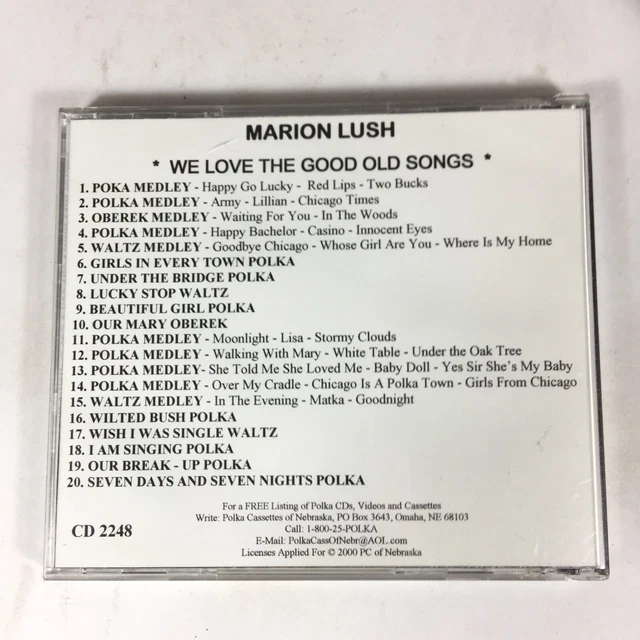 MARION LUSH
* WE LOVE THE GOOD OLD SONGS *
1. POKA MEDLEY - Happy Go Lucky - Red Lips - Two Bucks
2. POLKA MEDLEY - Army - Lillian - Chicago Times
3. OBEREK MEDLEY - Waiting For You - In The Woods
4. POLKA MEDLEY - Happy Bachelor - Casino - Innocent Eyes
5. WALTZ MEDLEY - Goodbye Chicago - Whose Girl Are You - Where Is My Home
6. GIRLS IN EVERY TOWN POLKA
7. UNDER THE BRIDGE POLKA
8. LUCKY STOP WALTZ
9. BEAUTIFUL GIRL POLKA
10. OUR MARY OBEREK
11. POLKA MEDLEY - Moonlight - Lisa - Stormy Clouds
12. POLKA MEDLEY - Walking With Mary - White Table - Under the Oak Tree
13. POLKA MEDLEY- She Told Me She Loved Me - Baby Doll - Yes Sir She's My Baby
14. POLKA MEDLEY - Over My Cradle - Chicago Is A Polka Town - Girls From Chicago
15. WALTZ MEDLEY - In The Evening - Matka - Goodnight
16. WILTED BUSH POLKA
17. WISH I WAS SINGLE WALTZ
18. I AM SINGING POLKA
19. OUR BREAK - UP POLKA
20. SEVEN DAYS AND SEVEN NIGHTS POLKA
For a FREE Listing of Polka CDs, Videos and Cassettes
Write: Polka Cassettes of Nebraska, PO Box 3643, Omaha, NE 68103
Call: 1-800-25-POLKA
CD 2248
E-Mail: PolkaCassOfNebr@AOL.com
Licenses Applied For © 2000 PC of Nebraska